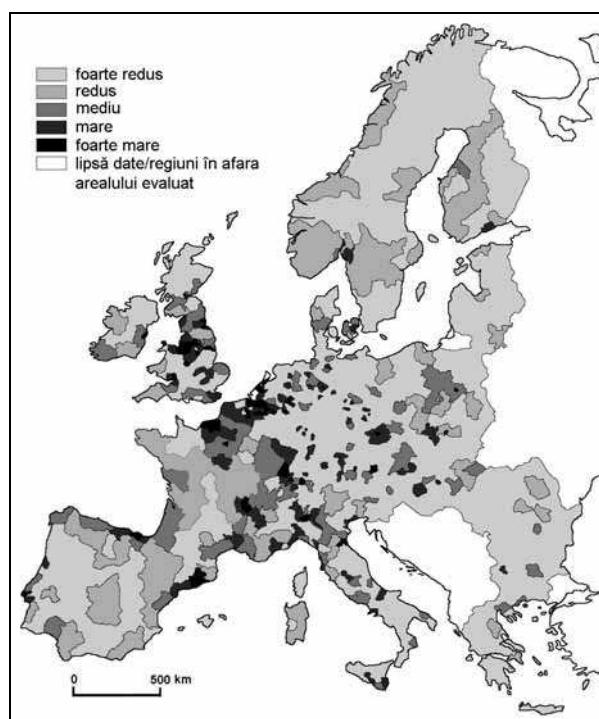 foarte redus
redus
mediu
mare
foarte mare
lipsă date/regiuni în afara
arealului evaluat
0 500 km